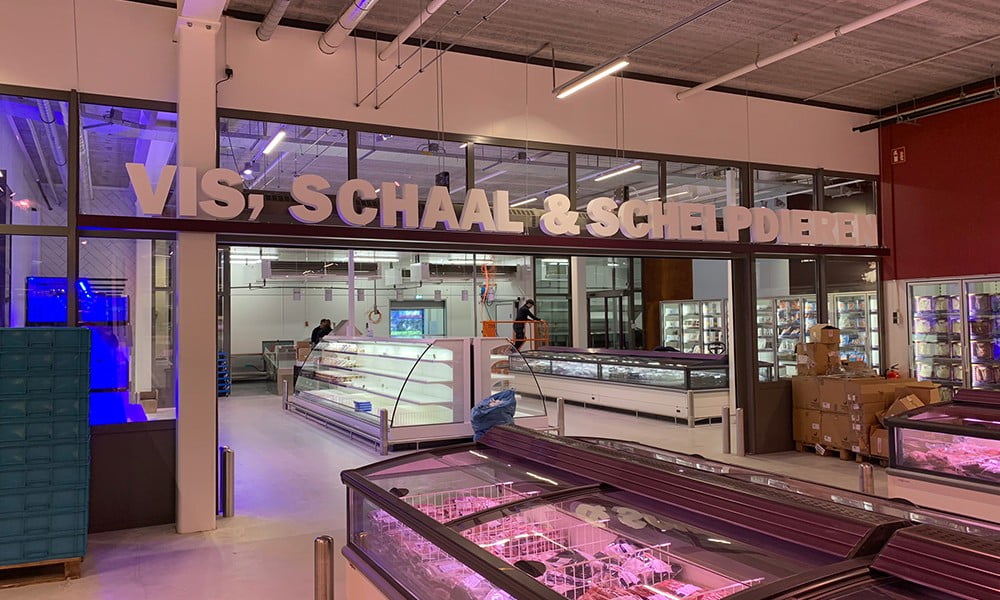 VIS, SCHAAL & SCHELPDIEREN